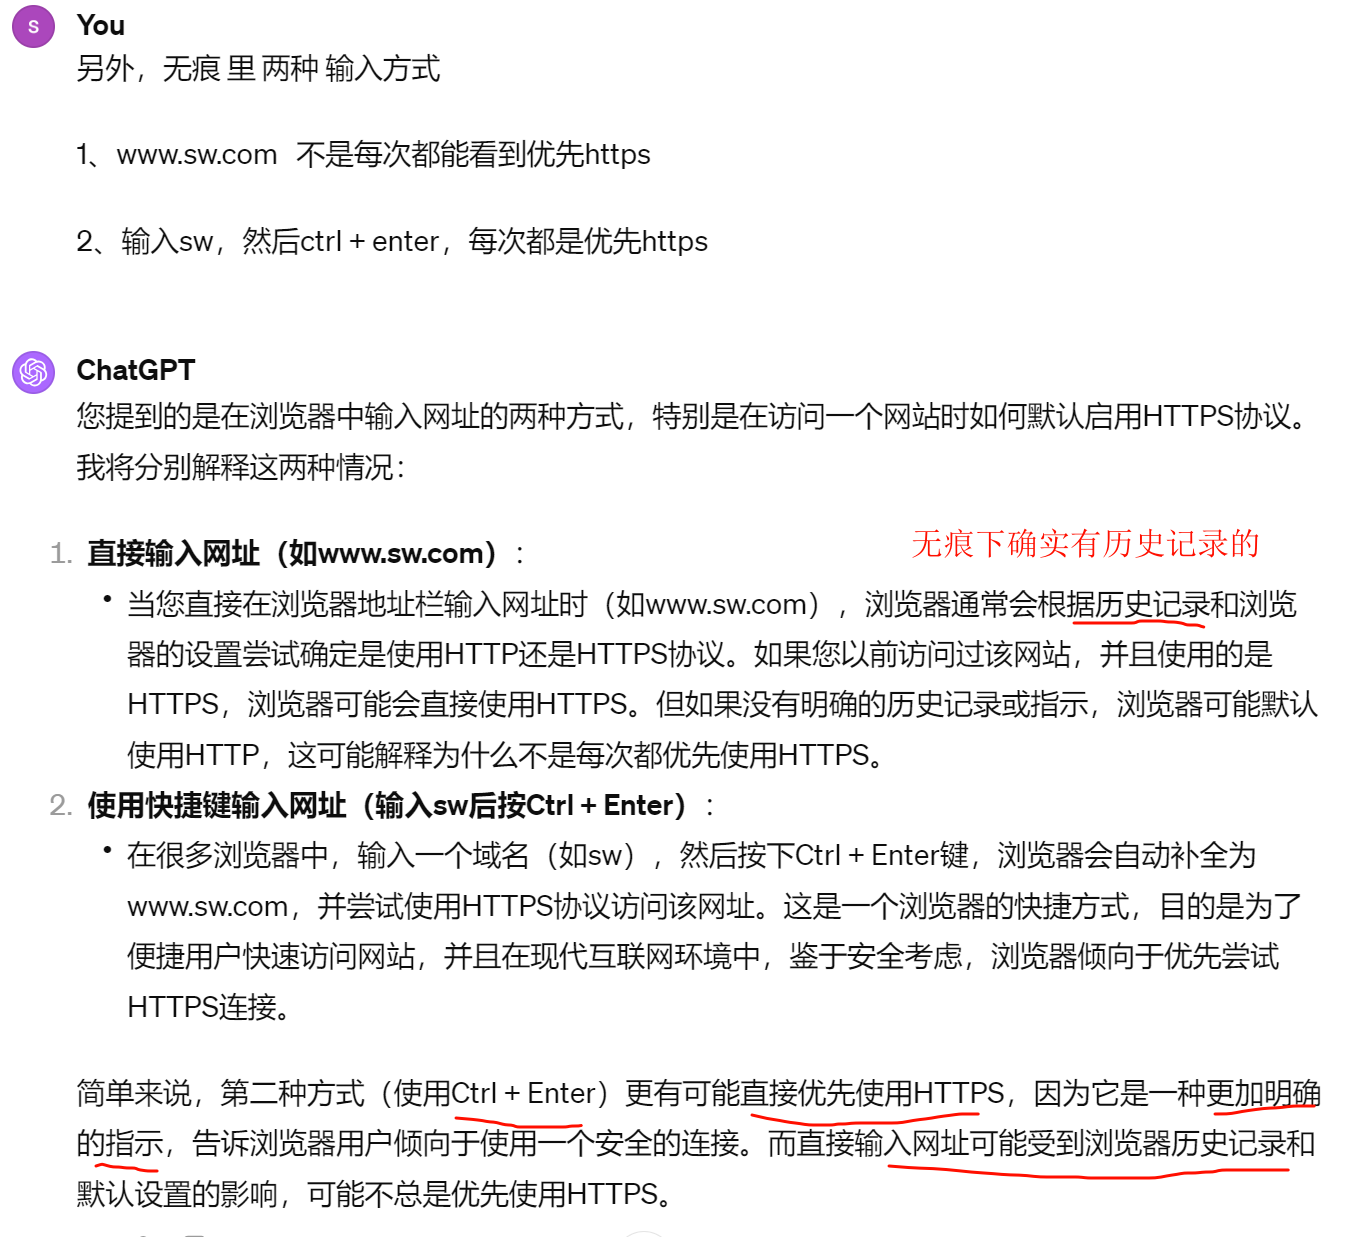 S
You
另外，无痕 里 两种 输入方式
1、www.sw.com 不是每次都能看到优先https
2、输入sw，然后ctrl + enter，每次都是优先https
ChatGPT
您提到的是在浏览器中输入网址的两种方式，特别是在访问一个网站时如何默认启用HTTPS协议。
我将分别解释这两种情况：
无痕下确实有历史记录的
1. 直接输入网址（如www.sw.com）：
• 当您直接在浏览器地址栏输入网址时（如www.sw.com），浏览器通常会根据历史记录和浏览
器的设置尝试确定是使用HTTP还是HTTPS协议。如果您以前访问过该网站，并且使用的是
HTTPS，浏览器可能会直接使用HTTPS。但如果没有明确的历史记录或指示，浏览器可能默认
使用HTTP，这可能解释为什么不是每次都优先使用HTTPS。
2. 使用快捷键输入网址（输入sw后按Ctrl + Enter）：
• 在很多浏览器中，输入一个域名（如sw），然后按下Ctrl + Enter键，浏览器会自动补全为
www.sw.com，并尝试使用HTTPS协议访问该网址。这是一个浏览器的快捷方式，目的是为了
便捷用户快速访问网站，并且在现代互联网环境中，鉴于安全考虑，浏览器倾向于优先尝试
HTTPS连接。
简单来说，第二种方式（使用Ctrl + Enter）更有可能直接优先使用HTTPS，因为它是一种更加明确
的指示，告诉浏览器用户倾向于使用一个安全的连接。而直接输入网址可能受到浏览器历史记录和
默认设置的影响，可能不总是优先使用HTTPS。